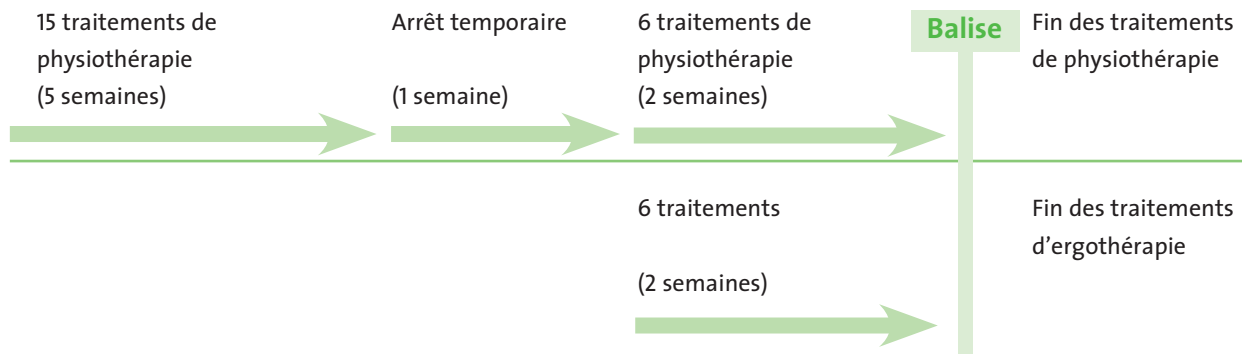 15 traitements de
physiothérapie
(5 semaines)
Arrêt temporaire
(1 semaine)
6 traitements de
physiothérapie
(2 semaines)
Balise
Fin des traitements
de physiothérapie
6 traitements
(2 semaines)
Fin des traitements
d’ergothérapie